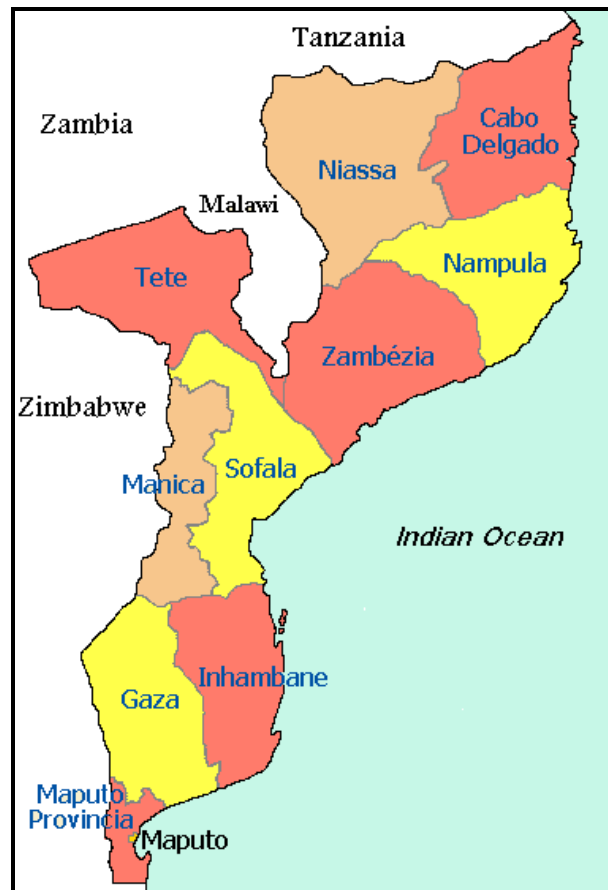 Tanzania
Cabo
Delgado
Zambia
Niassa
Malawi
Nampula
Tete
Zambézia
Zimbabwe
Sofala
Manica
Indian Ocean
Inhambane
Gaza
Maputo
Provincia
Maputo